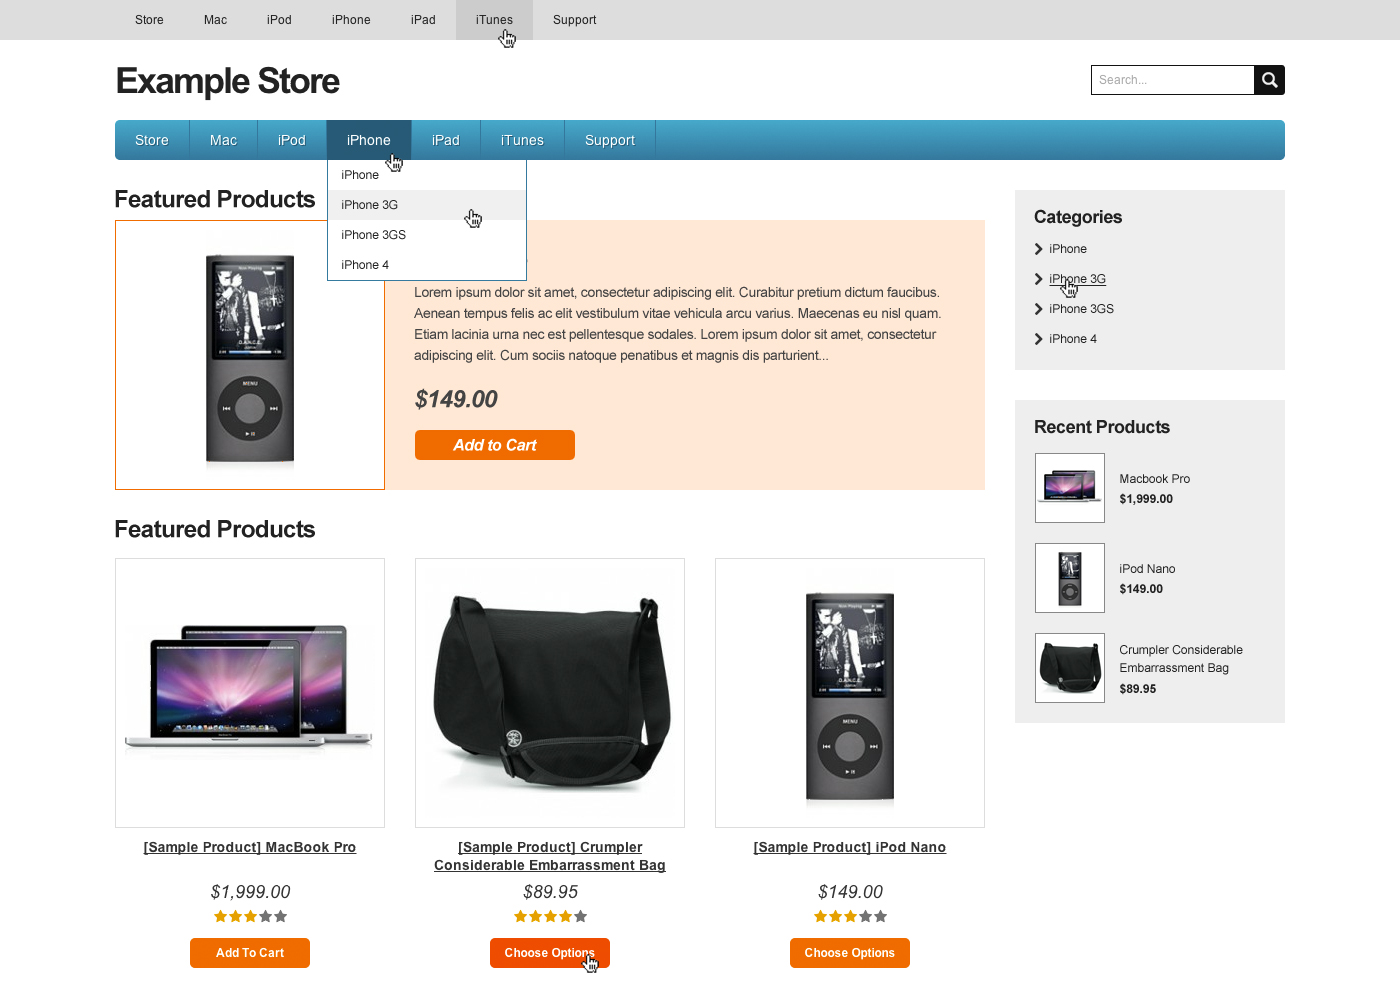 Store Mac iPod iPhone iPad iTunes Support
Example Store
Search...
Store Mac iPod iPhone iPad iTunes Support
iPhone
iPhone 3G
iPhone 3GS
iPhone 4
Featured Products
Lorem ipsum dolor sit amet, consectetur adipiscing elit. Curabitur pretium dictum faucibus.
Aenean tempus felis ac elit vestibulum vitae vehicula arcu varius. Maecenas eu nisl quam.
Etiam lacinia urna nec est pellentesque sodales. Lorem ipsum dolor sit amet, consectetur
adipiscing elit. Cum sociis natoque penatibus et magnis dis parturient...
$149.00
Add to Cart
Categories
iPhone
iPhone 3G
iPhone 3GS
iPhone 4
Recent Products
Macbook Pro
$1,999.00
iPod Nano
$149.00
Crumpler Considerable
Embarrassment Bag
$89.95
Featured Products
MENU
[Sample Product] MacBook Pro
$1,999.00
Add To Cart
[Sample Product] Crumpler
Considerable Embarrassment Bag
$89.95
Choose Options
MENU
[Sample Product] iPod Nano
$149.00
Choose Options